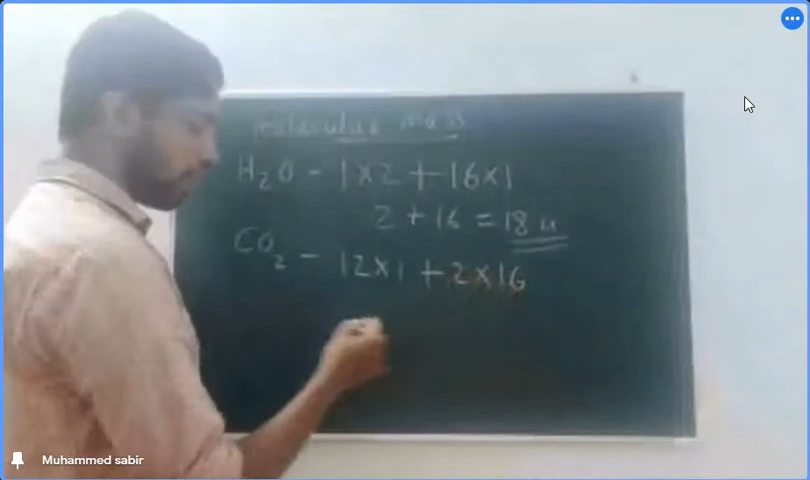 molecular mass
H₂O - 1×2 + 16×1
2 + 16 = 18 u
CO₂ - 12×1 + 2×16
Muhammed sabir